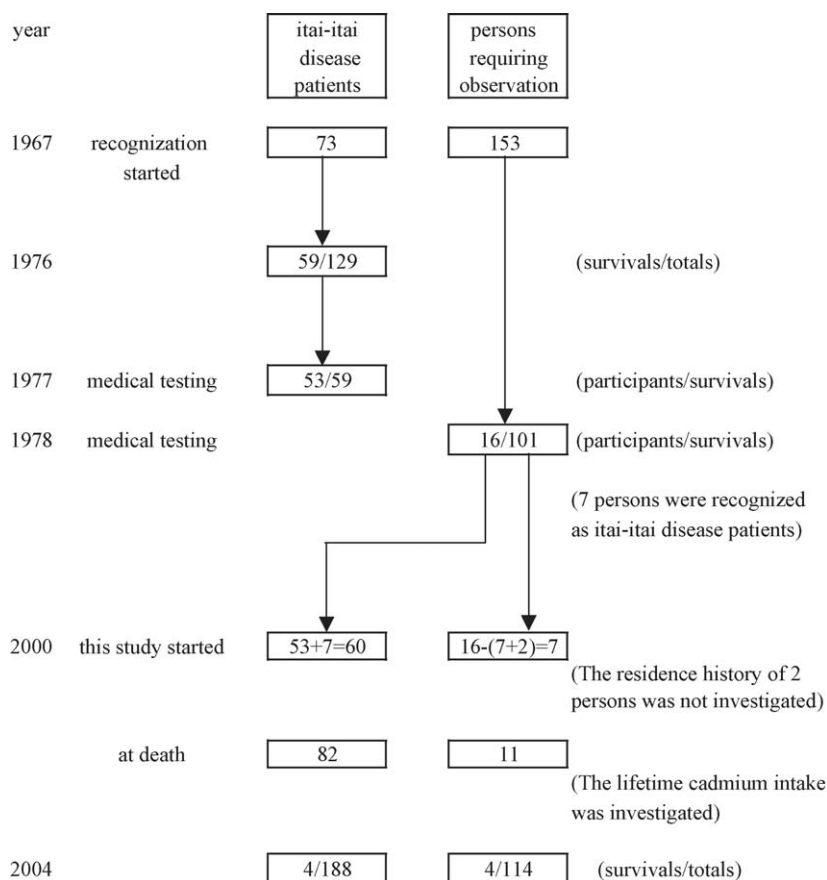 year
itai-itai
disease
patients
persons
requiring
observation
1967 recognization
started
73
153
1976
59/129
(survivals/totals)
1977 medical testing
53/59
(participants/survivals)
1978 medical testing
16/101
(participants/survivals)
(7 persons were recognized
as itai-itai disease patients)
2000 this study started
53+7=60
16-(7+2)=7
(The residence history of 2
persons was not investigated)
at death
82
11
(The lifetime cadmium intake
was investigated)
2004
4/188
4/114
(survivals/totals)